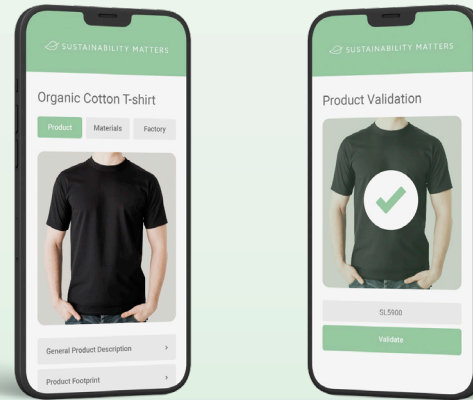 SUSTAINABILITY MATTERS
Organic Cotton T-shirt
Product Materials Factory
General Product Description
Product Footprint
SUSTAINABILITY MATTERS
Product Validation
SL5900
Validate